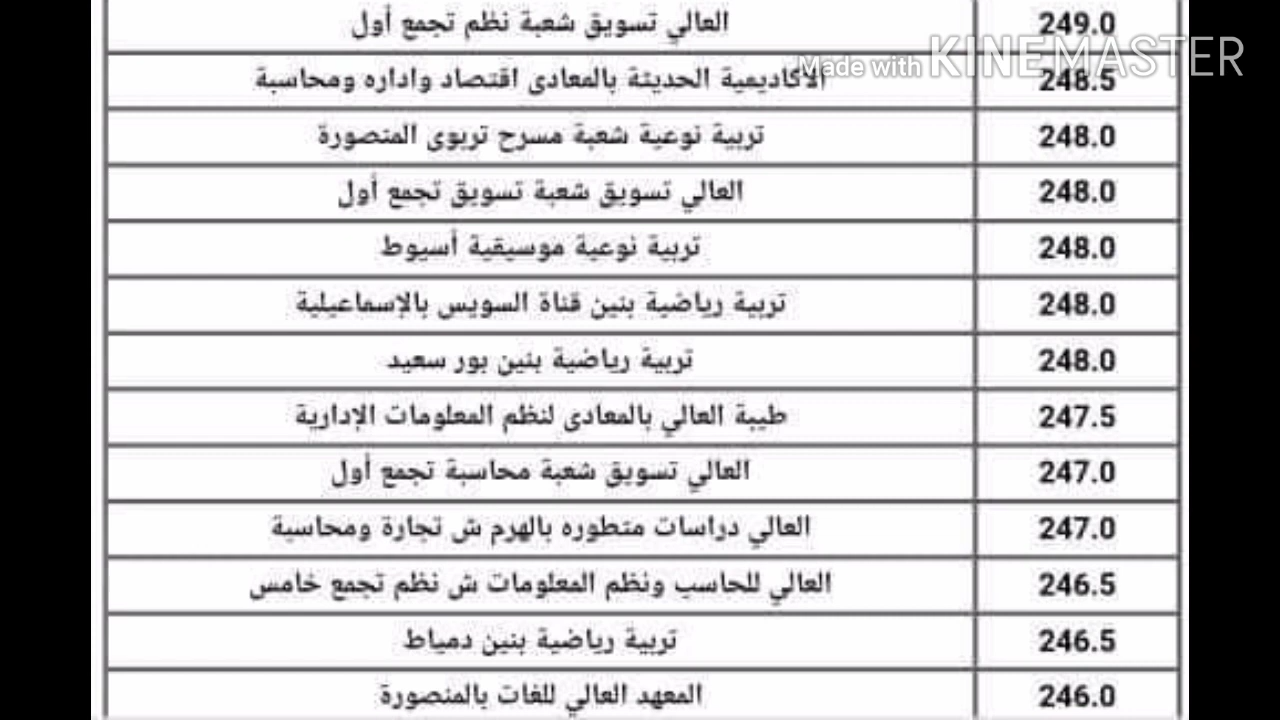 249.0 العالي تسويق شعبة نظم تجمع أول
Made with KINEMASTER
248.5 الأكاديمية الحديثة بالمعادى اقتصاد واداره ومحاسبة
248.0 تربية نوعية شعبة مسرح تربوى المنصورة
248.0 العالي تسويق شعبة تسويق تجمع أول
248.0 تربية نوعية موسيقية أسيوط
248.0 تربية رياضية بنين قناة السويس بالإسماعيلية
248.0 تربية رياضية بنين بور سعيد
247.5 طيبة العالي بالمعادى لنظم المعلومات الإدارية
247.0 العالي تسويق شعبة محاسبة تجمع أول
247.0 العالي دراسات متطوره بالهرم ش تجارة ومحاسبة
246.5 العالي للحاسب ونظم المعلومات ش نظم تجمع خامس
246.5 تربية رياضية بنين دمياط
246.0 المعهد العالي للغات بالمنصورة